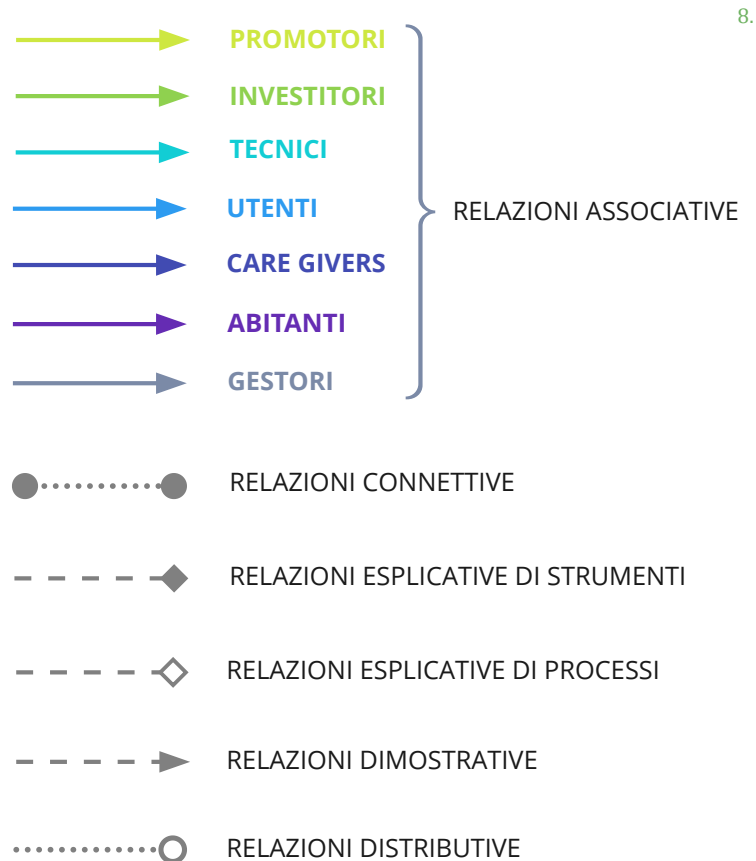 8.
PROMOTORI
INVESTITORI
TECNICI
UTENTI
RELAZIONI ASSOCIATIVE
CARE GIVERS
ABITANTI
GESTORI
RELAZIONI CONNETTIVE
RELAZIONI ESPLICATIVE DI STRUMENTI
RELAZIONI ESPLICATIVE DI PROCESSI
RELAZIONI DIMOSTRATIVE
RELAZIONI DISTRIBUTIVE